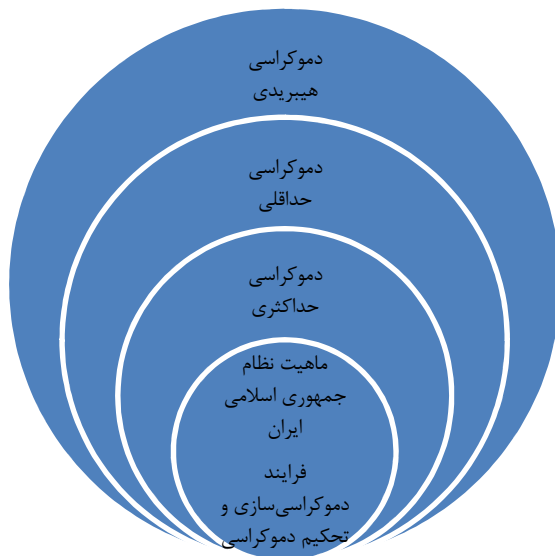 دموکراسی
هیبریدی
دموکراسی
حداقلی
دموکراسی
حداکثری
ماهیت نظام
جمهوری اسلامی
ایران
فرایند
دموکراسی‌سازی و
تحکیم دموکراسی